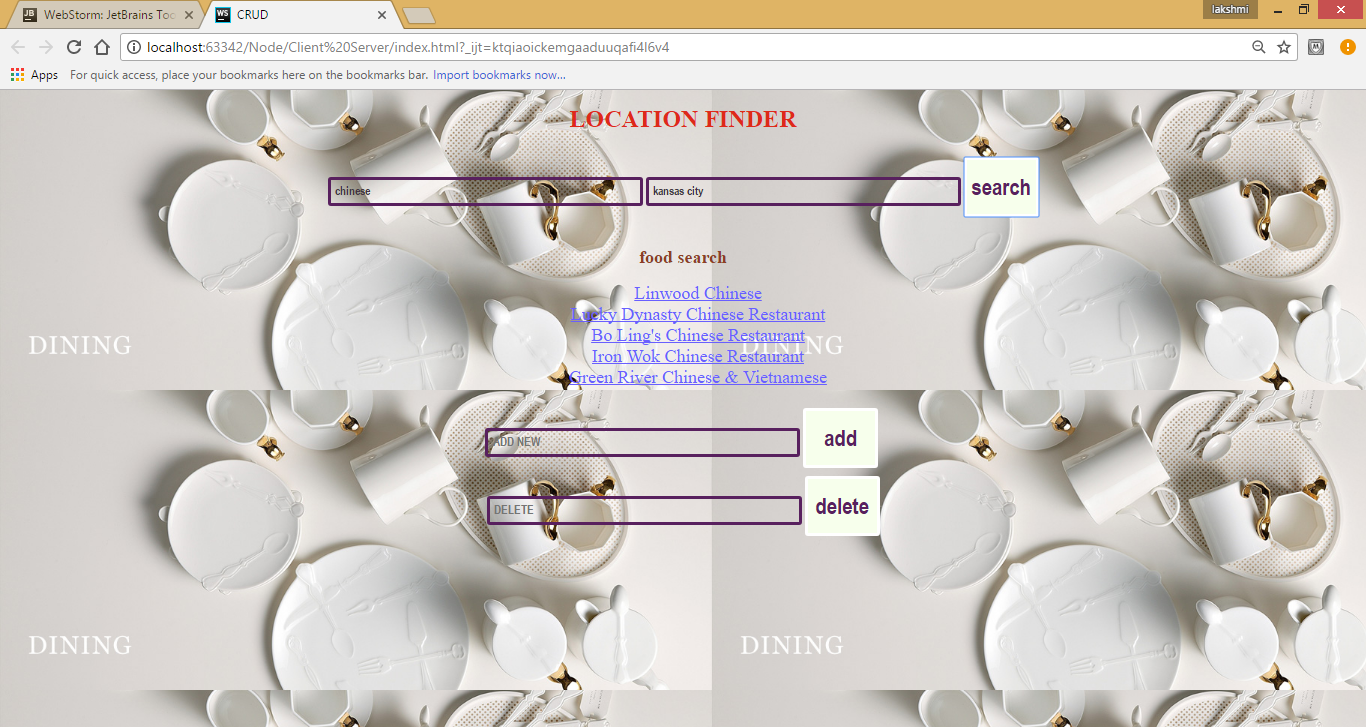 lakshmi
WebStorm: JetBrains Too
CRUD
localhost:63342/Node/Client%20Server/index.html?_ijt=ktqiaoickemgaaduuqafi4l6v4
Apps For quick access, place your bookmarks here on the bookmarks bar. Import bookmarks now...
LOCATION FINDER
chinese kansas city search
food search
Linwood Chinese
Lucky Dynasty Chinese Restaurant
Bo Ling's Chinese Restaurant
DINING DINING
Iron Wok Chinese Restaurant
Green River Chinese & Vietnamese
ADD NEW add
DELETE delete
DINING DINING